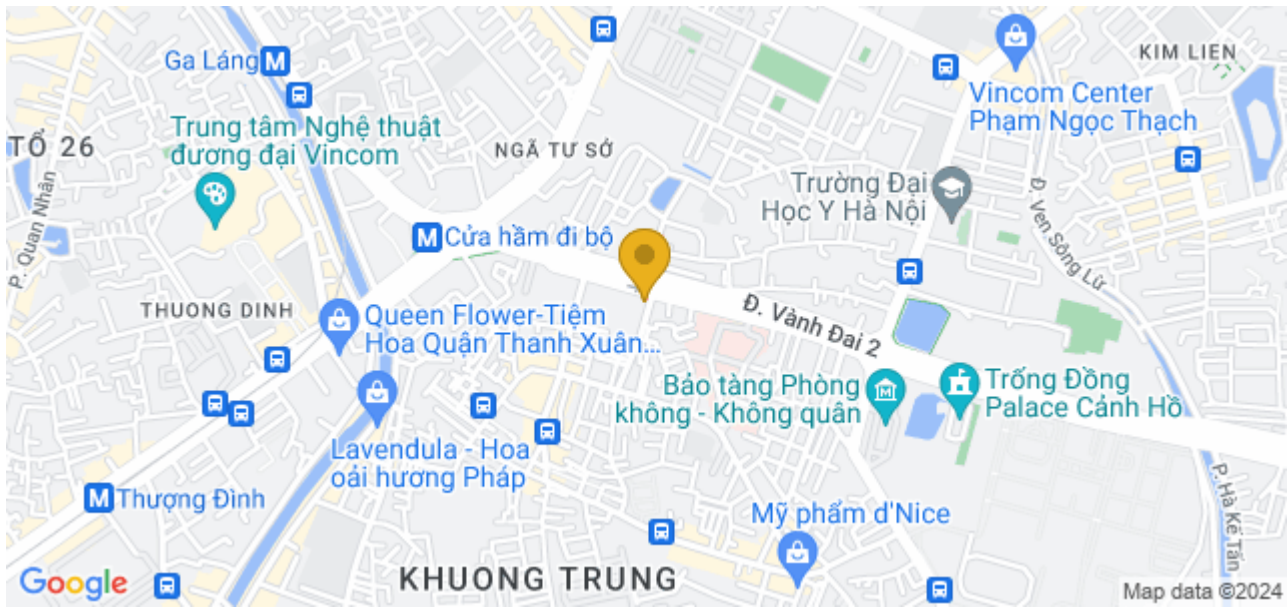 Ga Láng
KIM LIEN
Vincom Center
Phạm Ngọc Thạch
Trung tâm Nghệ thuật
đương đại Vincom
TỔ 26
NGÃ TƯ SỞ
Trường Đại
Học Y Hà Nội
P. Quan Nhân
Đ. Ven Sông Lừ
Cửa hầm đi bộ
THUONG DINH
Queen Flower-Tiệm
Hoa Quận Thanh Xuân...
Đ. Vành Đai 2
Bảo tàng Phòng
không - Không quân
Trống Đồng
Palace Cảnh Hồ
Lavendula - Hoa
oải hương Pháp
Thượng Đình
P. Hà Kế Tấn
Mỹ phẩm d'Nice
KHUONG TRUNG
Google
Map data ©2024